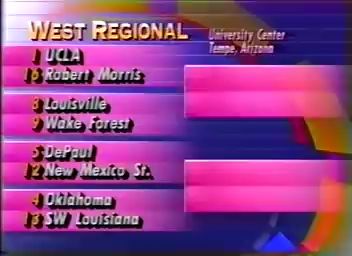 WEST REGIONAL
University Center
Tempe, Arizona
1 UCLA
16 Robert Morris
8 Louisville
9 Wake Forest
5 DePaul
12 New Mexico St.
4 Oklahoma
13 SW Louisiana